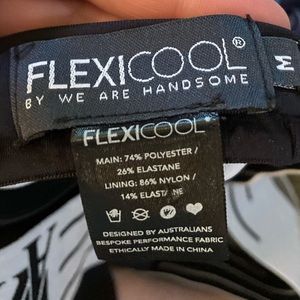 FLEXICOOL®
BY WE ARE HANDSOME
M
FLEXICOOL®
MAIN: 74% POLYESTER /
26% ELASTANE
LINING: 86% NYLON /
14% ELASTANE
DESIGNED BY AUSTRALIANS
BESPOKE PERFORMANCE FABRIC
ETHICALLY MADE IN CHINA